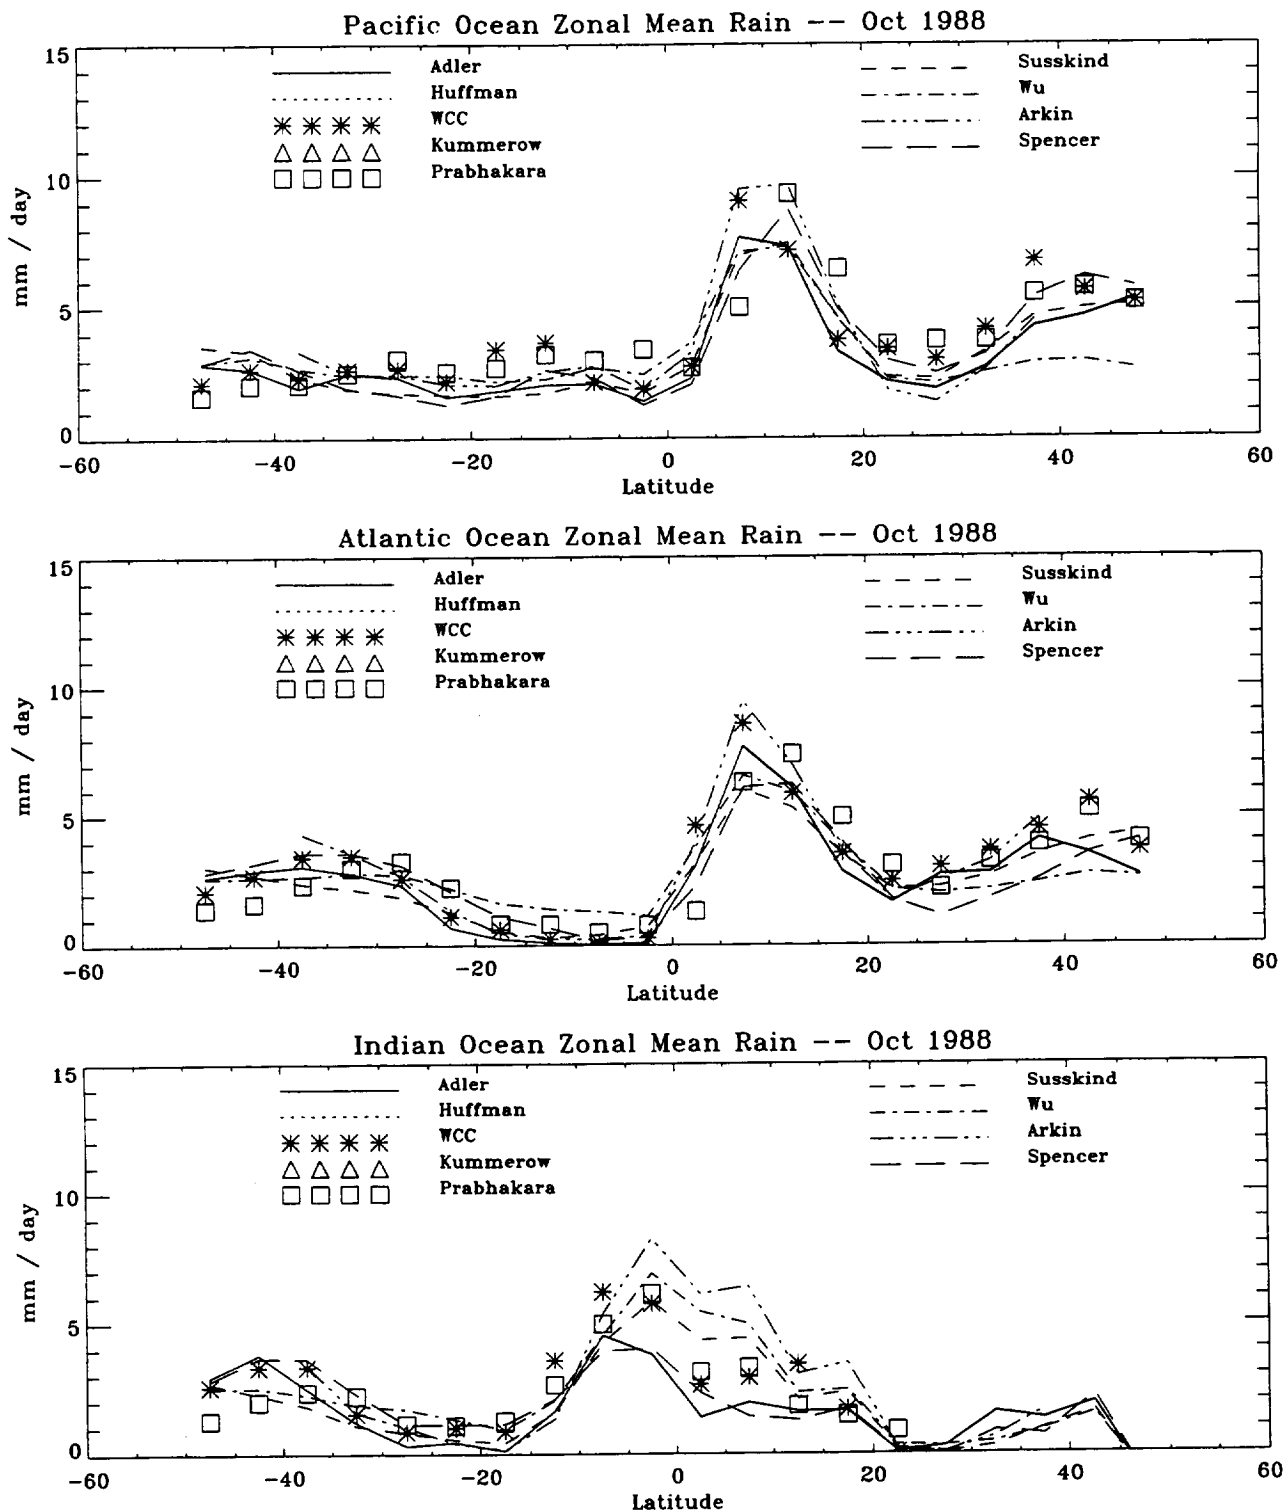 Pacific Ocean Zonal Mean Rain -- Oct 1988
15
10
5
0
mm / day
Adler
Huffman
WCC
Kummerow
Prabhakara
Susskind
Wu
Arkin
Spencer
-60 -40 -20 0 20 40 60
Latitude
Atlantic Ocean Zonal Mean Rain -- Oct 1988
15
10
5
0
mm / day
Adler
Huffman
WCC
Kummerow
Prabhakara
Susskind
Wu
Arkin
Spencer
-60 -40 -20 0 20 40 60
Latitude
Indian Ocean Zonal Mean Rain -- Oct 1988
15
10
5
0
mm / day
Adler
Huffman
WCC
Kummerow
Prabhakara
Susskind
Wu
Arkin
Spencer
-60 -40 -20 0 20 40 60
Latitude